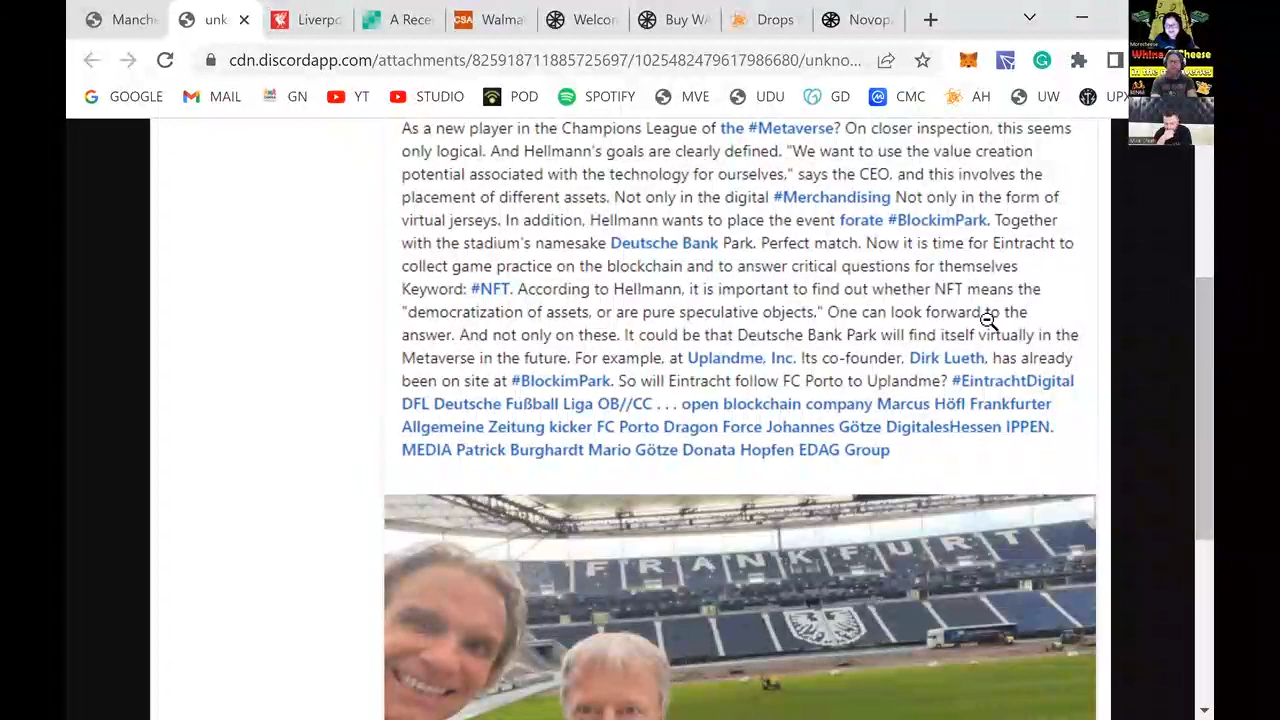 Manche
unk
Liverpo
A Rece
CSA
Walma
Welcon
Buy WA
Drops
Novopa
cdn.discordapp.com/attachments/825918711885725697/1025482479677986680/unkno...
GOOGLE
MAIL
GN
YT
STUDIO
OD
SPOTIFY
MVE
LDU
GD
CMC
AH
UW
UPX
Whine
Cheese
in the
As a new player in the Champions League of the #Metaverse? On closer inspection, this seems
only logical. And Hellmann's goals are clearly defined. "We want to use the value creation
potential associated with the technology for ourselves," says the CEO, and this involves the
placement of different assets. Not only in the digital #Merchandising Not only in the form of
virtual jerseys. In addition, Hellmann wants to place the event forate #BlockimPark. Together
with the stadium's namesake Deutsche Bank Park. Perfect match. Now it is time for Eintracht to
collect game practice on the blockchain and to answer critical questions for themselves
Keyword: #NFT. According to Hellmann, it is important to find out whether NFT means the
"democratization of assets, or are pure speculative objects." One can look forward to the
answer. And not only on these. It could be that Deutsche Bank Park will find itself virtually in the
Metaverse in the future. For example, at Uplandme, Inc. Its co-founder, Dirk Lueth, has already
been on site at #BlockimPark. So will Eintracht follow FC Porto to Uplandme? #EintrachtDigital
DFL Deutsche Fußball Liga OB//CC . . . open blockchain company Marcus Höfl Frankfurter
Allgemeine Zeitung kicker FC Porto Dragon Force Johannes Götze DigitalesHessen IPPEN.
MEDIA Patrick Burghardt Mario Götze Donata Hopfen EDAG Group
FRANKFURT